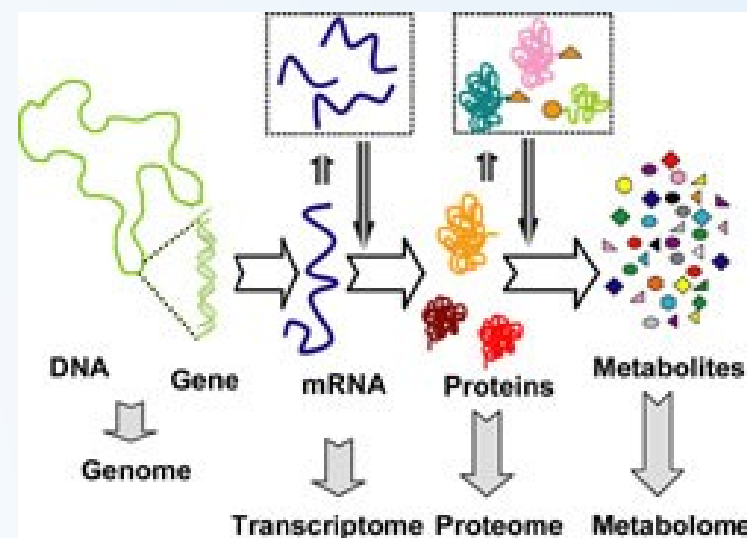 DNA
Gene
mRNA
Proteins
Metabolites
Genome
Transcriptome
Proteome
Metabolome